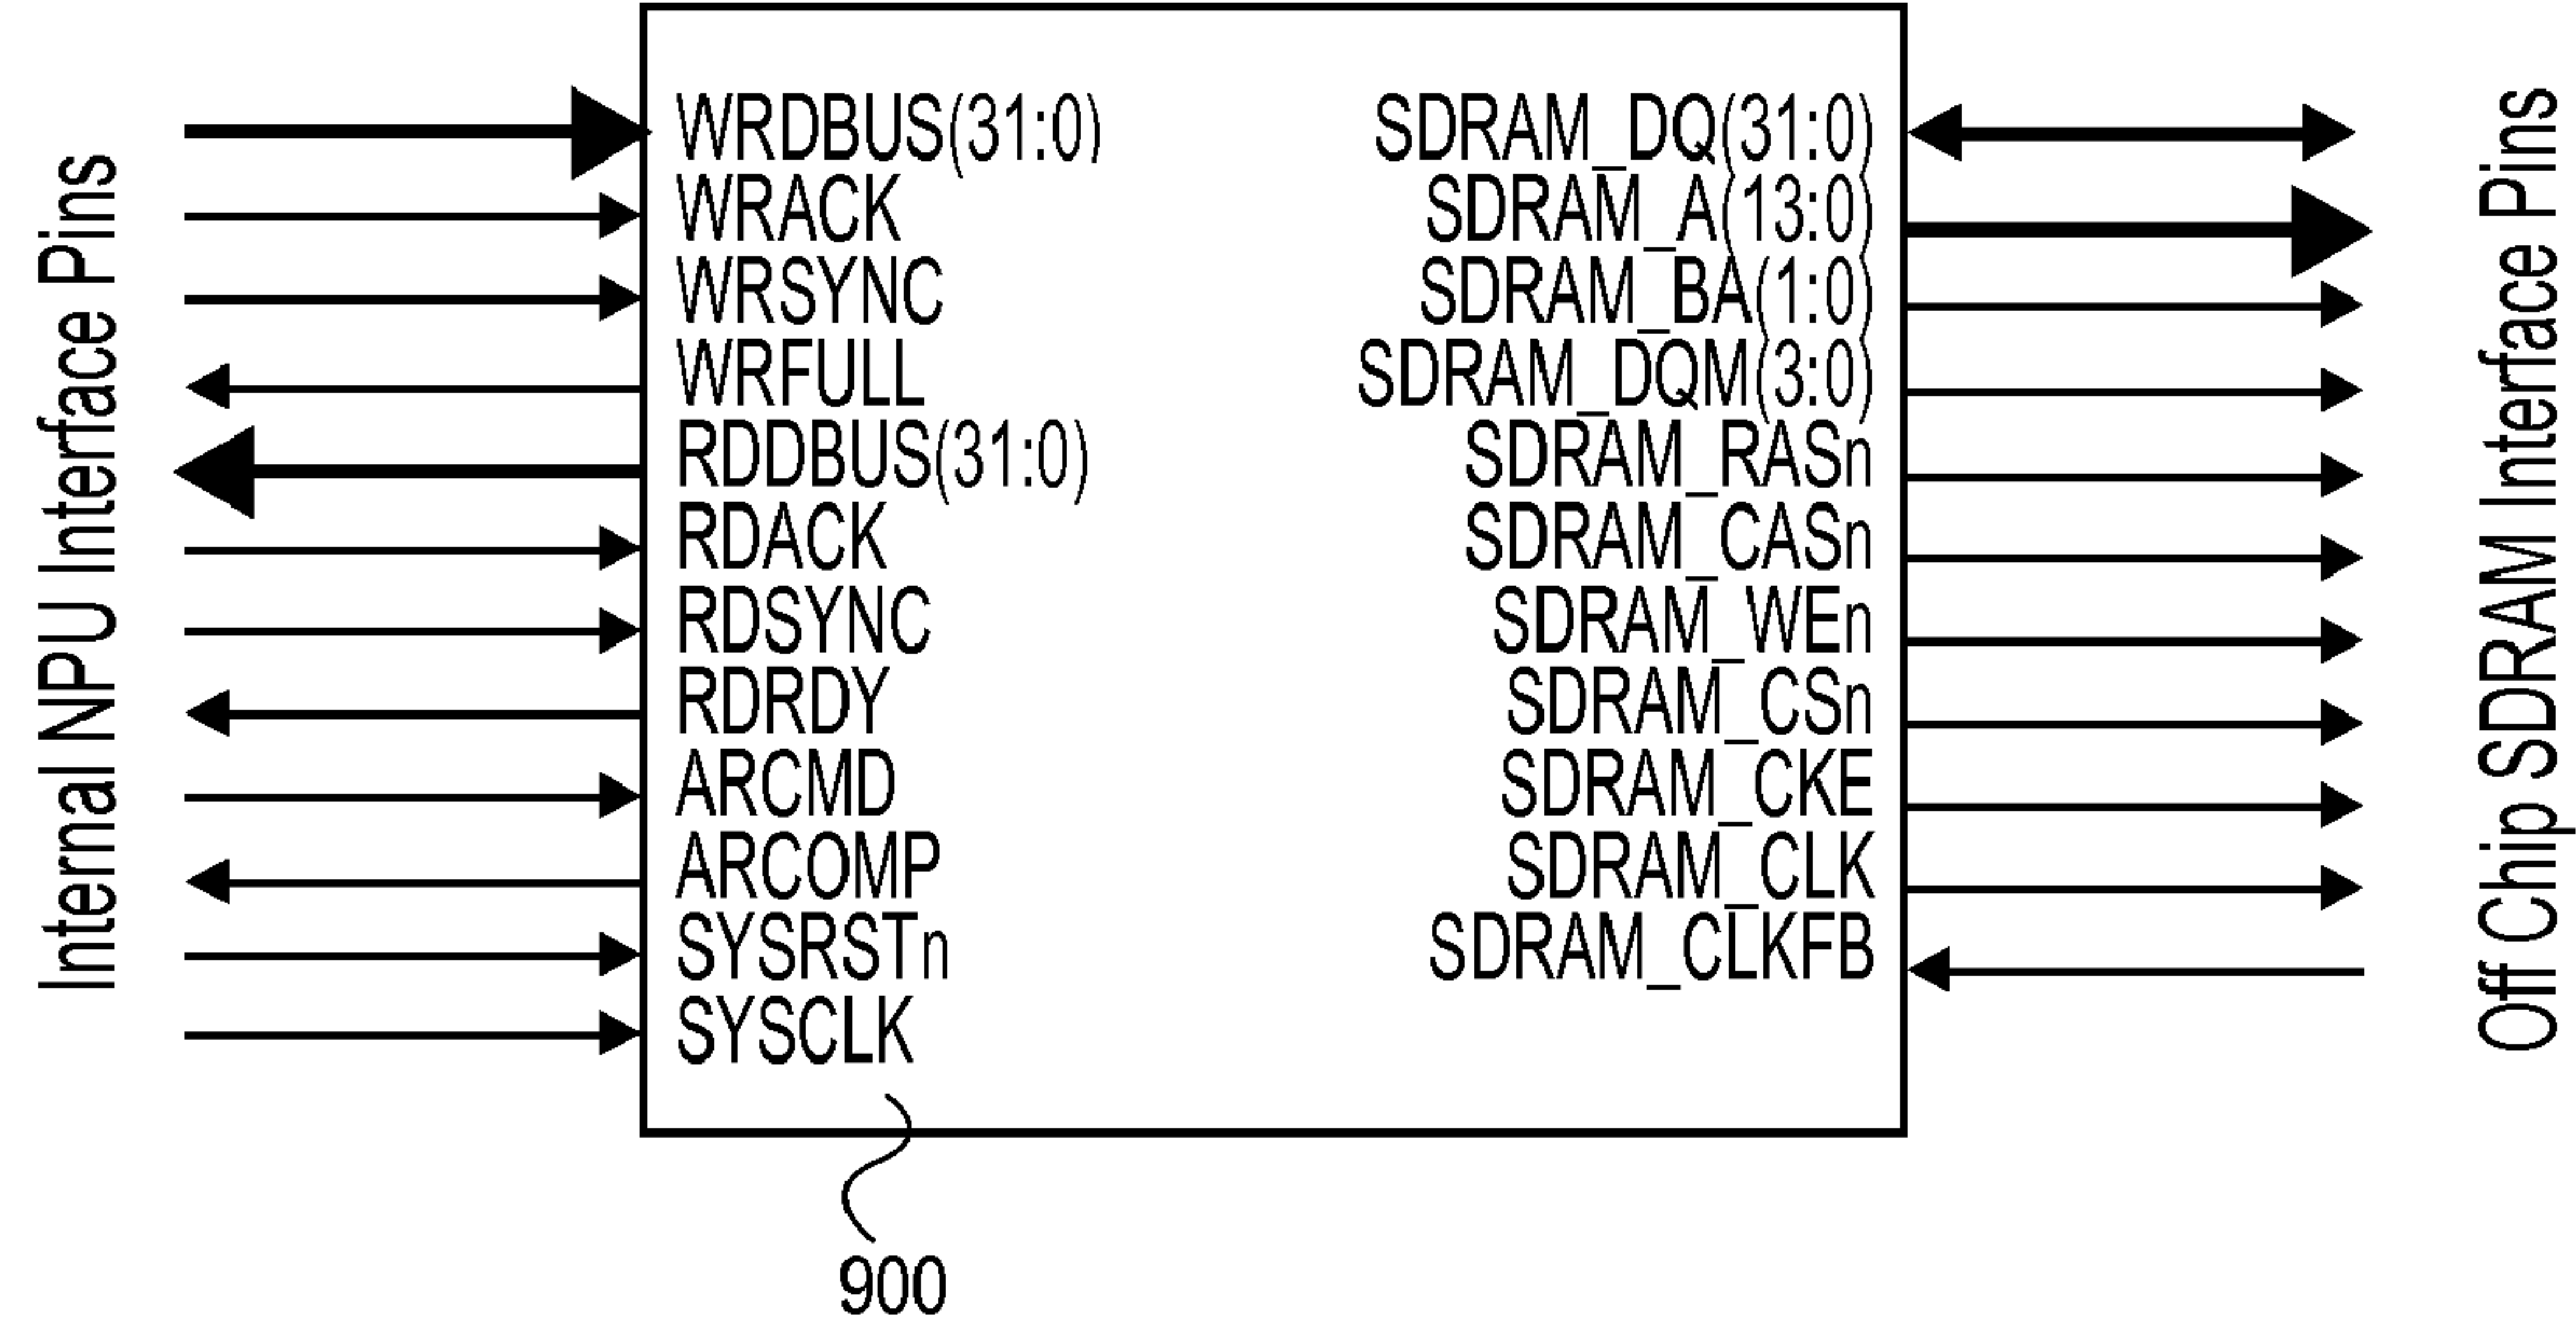 Internal NPU Interface Pins
WRDBUS(31:0)
WRACK
WRSYNC
WRFULL
RDDBUS(31:0)
RDACK
RDSYNC
RDRDY
ARCMD
ARCOMP
SYSRSTn
SYSCLK
SDRAM_DQ(31:0)
SDRAM_A(13:0)
SDRAM_BA(1:0)
SDRAM_DQM(3:0)
SDRAM_RASn
SDRAM_CASn
SDRAM_WEn
SDRAM_CSn
SDRAM_CKE
SDRAM_CLK
SDRAM_CLKFB
Off Chip SDRAM Interface Pins
900